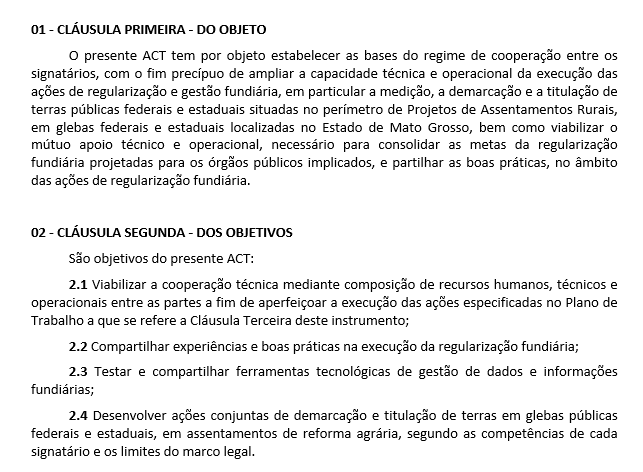 01 - CLÁUSULA PRIMEIRA - DO OBJETO
O presente ACT tem por objeto estabelecer as bases do regime de cooperação entre os
signatários, com o fim precípuo de ampliar a capacidade técnica e operacional da execução das
ações de regularização e gestão fundiária, em particular a medição, a demarcação e a titulação de
terras públicas federais e estaduais situadas no perímetro de Projetos de Assentamentos Rurais,
em glebas federais e estaduais localizadas no Estado de Mato Grosso, bem como viabilizar o
mútuo apoio técnico e operacional, necessário para consolidar as metas da regularização
fundiária projetadas para os órgãos públicos implicados, e partilhar as boas práticas, no âmbito
das ações de regularização fundiária.
02 - CLÁUSULA SEGUNDA - DOS OBJETIVOS
São objetivos do presente ACT:
2.1 Viabilizar a cooperação técnica mediante composição de recursos humanos, técnicos e
operacionais entre as partes a fim de aperfeiçoar a execução das ações especificadas no Plano de
Trabalho a que se refere a Cláusula Terceira deste instrumento;
2.2 Compartilhar experiências e boas práticas na execução da regularização fundiária;
2.3 Testar e compartilhar ferramentas tecnológicas de gestão de dados e informações
fundiárias;
2.4 Desenvolver ações conjuntas de demarcação e titulação de terras em glebas públicas
federais e estaduais, em assentamentos de reforma agrária, segundo as competências de cada
signatário e os limites do marco legal.